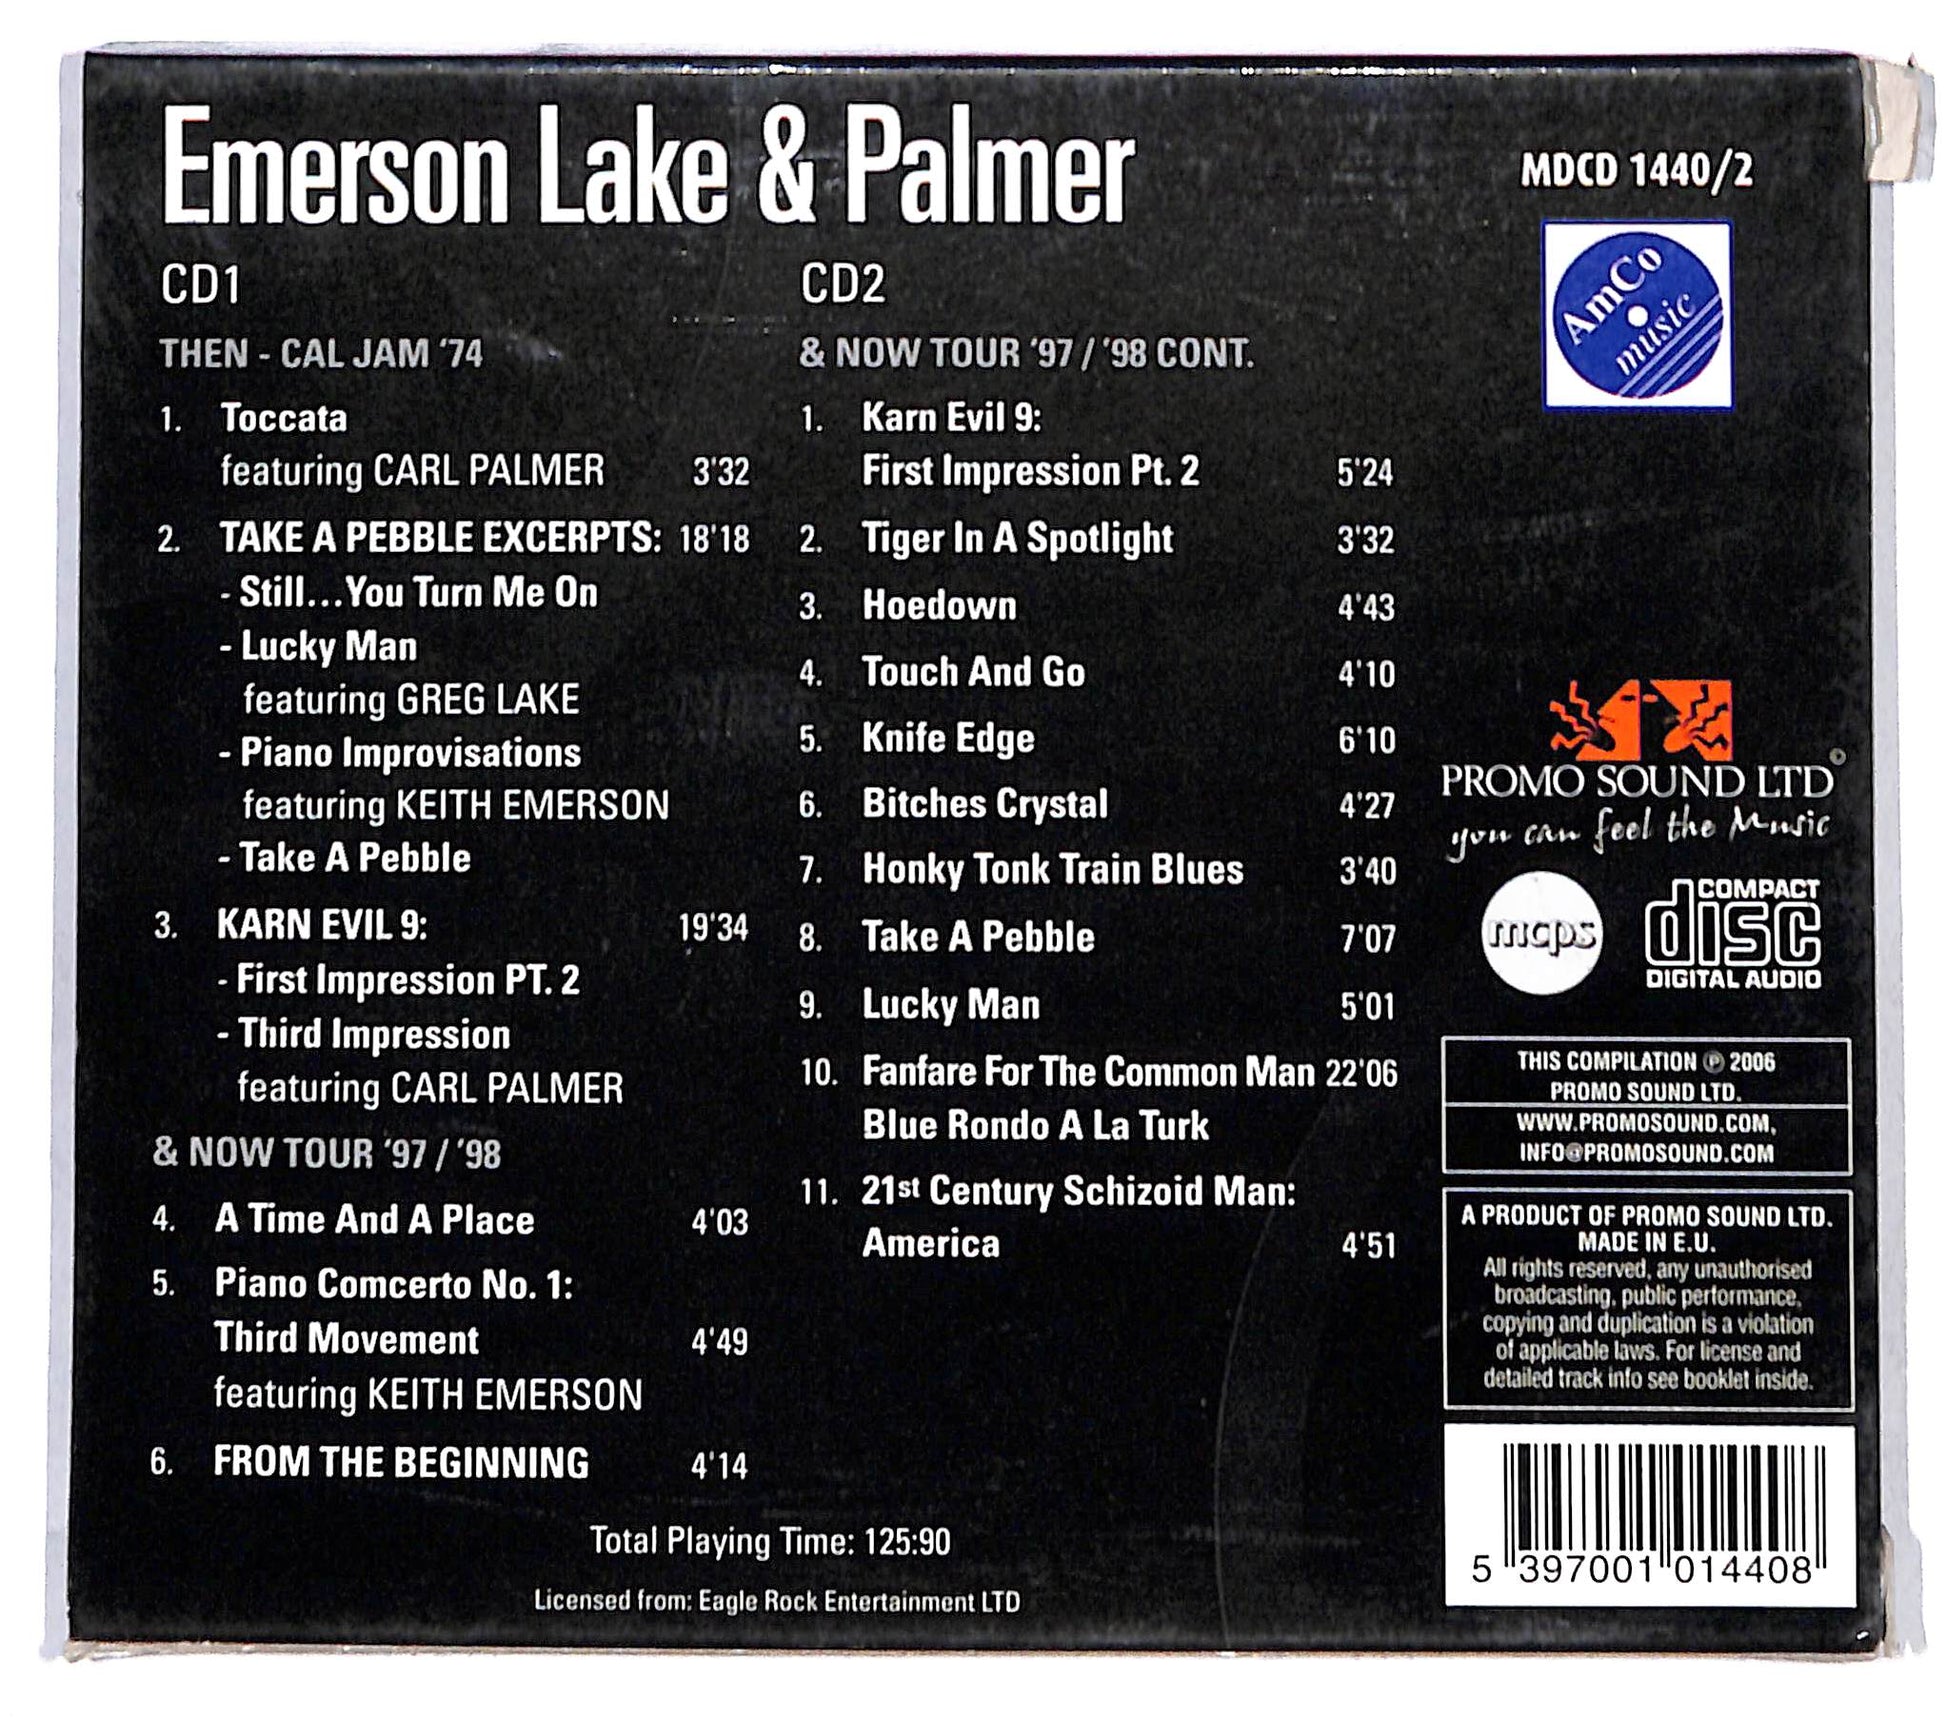 Emerson Lake & Palmer
CD1
THEN - CAL JAM '74
1. Toccata
featuring CARL PALMER 3'32
2. TAKE A PEBBLE EXCERPTS: 18'18
- Still...You Turn Me On
- Lucky Man
featuring GREG LAKE
- Piano Improvisations
featuring KEITH EMERSON
- Take A Pebble
3. KARN EVIL 9: 19'34
- First Impression PT. 2
- Third Impression
featuring CARL PALMER
& NOW TOUR '97 / '98
4. A Time And A Place 4'03
5. Piano Comcerto No. 1:
Third Movement 4'49
featuring KEITH EMERSON
6. FROM THE BEGINNING 4'14
CD2
& NOW TOUR '97 / '98 CONT.
1. Karn Evil 9:
First Impression Pt. 2 5'24
2. Tiger In A Spotlight 3'32
3. Hoedown 4'43
4. Touch And Go 4'10
5. Knife Edge 6'10
6. Bitches Crystal 4'27
7. Honky Tonk Train Blues 3'40
8. Take A Pebble 7'07
9. Lucky Man 5'01
10. Fanfare For The Common Man 22'06
Blue Rondo A La Turk
11. 21st Century Schizoid Man:
America 4'51
Total Playing Time: 125:90
Licensed from: Eagle Rock Entertainment LTD
MDCD 1440/2
AmCo
music
PROMO SOUND LTD
you can feel the Music
mcps
COMPACT
disc
DIGITAL AUDIO
THIS COMPILATION ℗ 2006
PROMO SOUND LTD.
WWW.PROMOSOUND.COM,
INFO@PROMOSOUND.COM
A PRODUCT OF PROMO SOUND LTD.
MADE IN E.U.
All rights reserved, any unauthorised
broadcasting, public performance,
copying and duplication is a violation
of applicable laws. For license and
detailed track info see booklet inside.
5 397001 014408